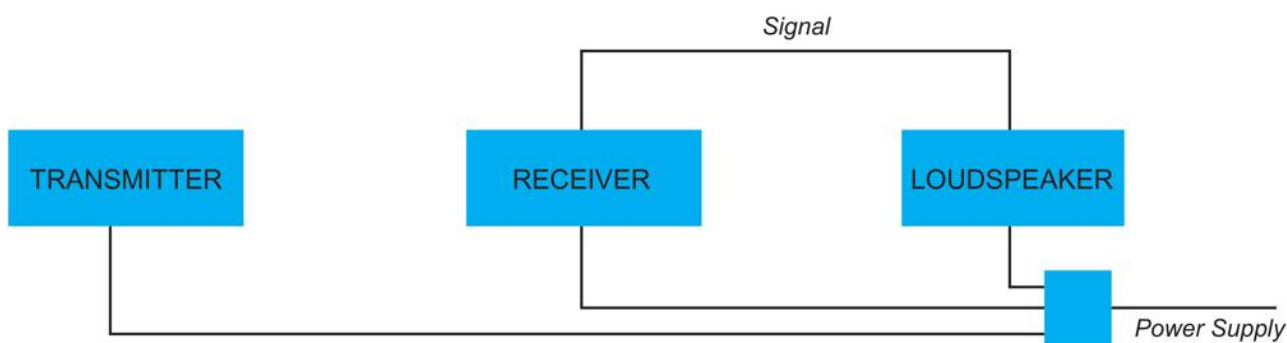 Signal
TRANSMITTER
RECEIVER
LOUDSPEAKER
Power Supply